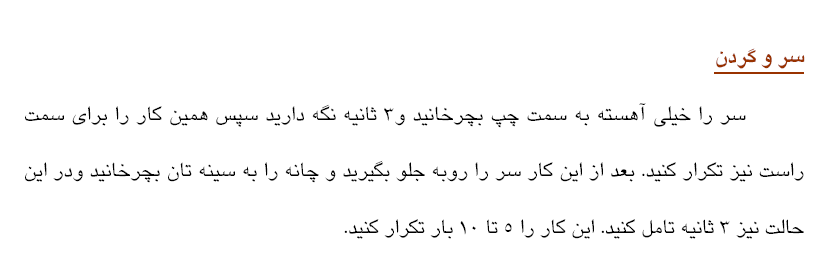 سر و گردن
سر را خیلی آهسته به سمت چپ بچرخانید و۳ ثانیه نگه دارید سپس همین کار را برای سمت
راست نیز تکرار کنید. بعد از این کار سر را روبه جلو بگیرید و چانه را به سینه تان بچرخانید ودر این
حالت نیز ۳ ثانیه تامل کنید. این کار را ۵ تا ۱۰ بار تکرار کنید.